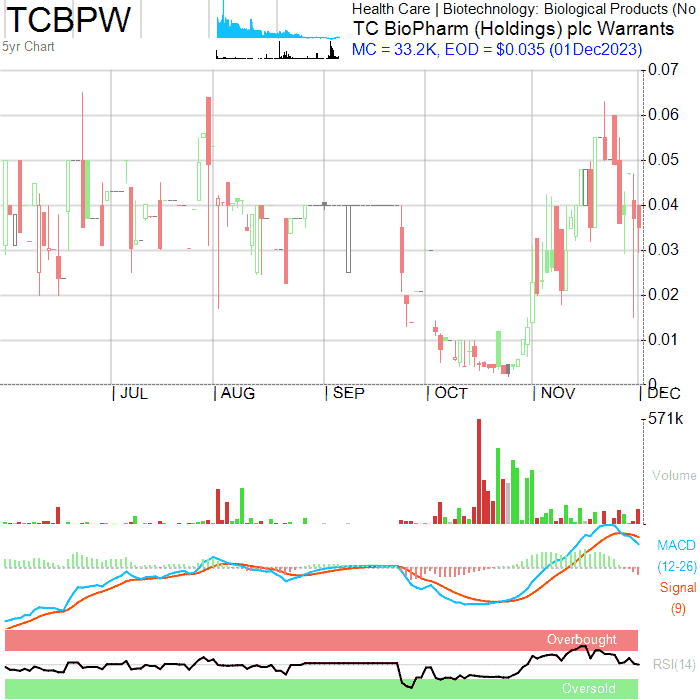 TCBPW
5yr Chart
Health Care | Biotechnology: Biological Products (No
TC BioPharm (Holdings) plc Warrants
MC = 33.2K, EOD = $0.035 (01Dec2023)
0.07
0.06
0.05
0.04
0.03
0.02
0.01
0
| JUL | AUG | SEP | OCT | NOV | DEC
571k
Volume
MACD
(12-26)
Signal
(9)
Overbought
RSI(14)
Oversold